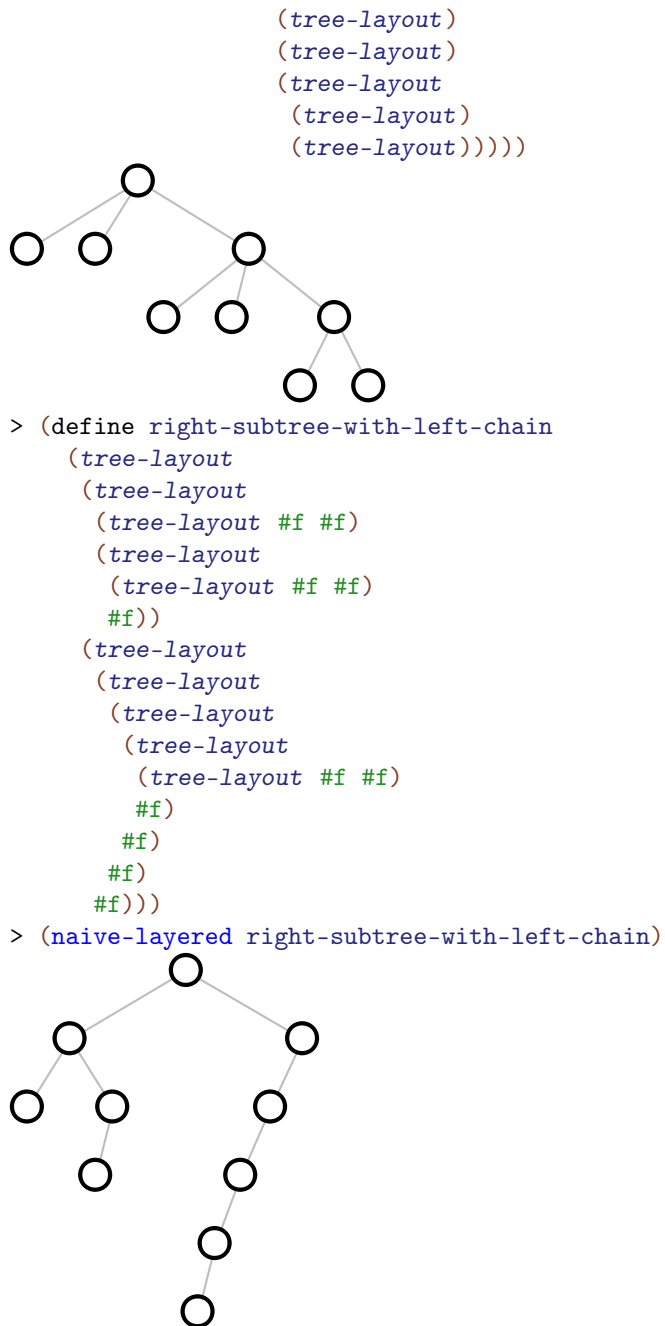 (tree-layout)
(tree-layout)
(tree-layout
(tree-layout)
(tree-layout)))))
> (define right-subtree-with-left-chain
(tree-layout
(tree-layout
(tree-layout #f #f)
(tree-layout
(tree-layout #f #f)
#f))
(tree-layout
(tree-layout
(tree-layout
(tree-layout
(tree-layout #f #f)
#f)
#f)
#f)
#f)))
> (naive-layered right-subtree-with-left-chain)